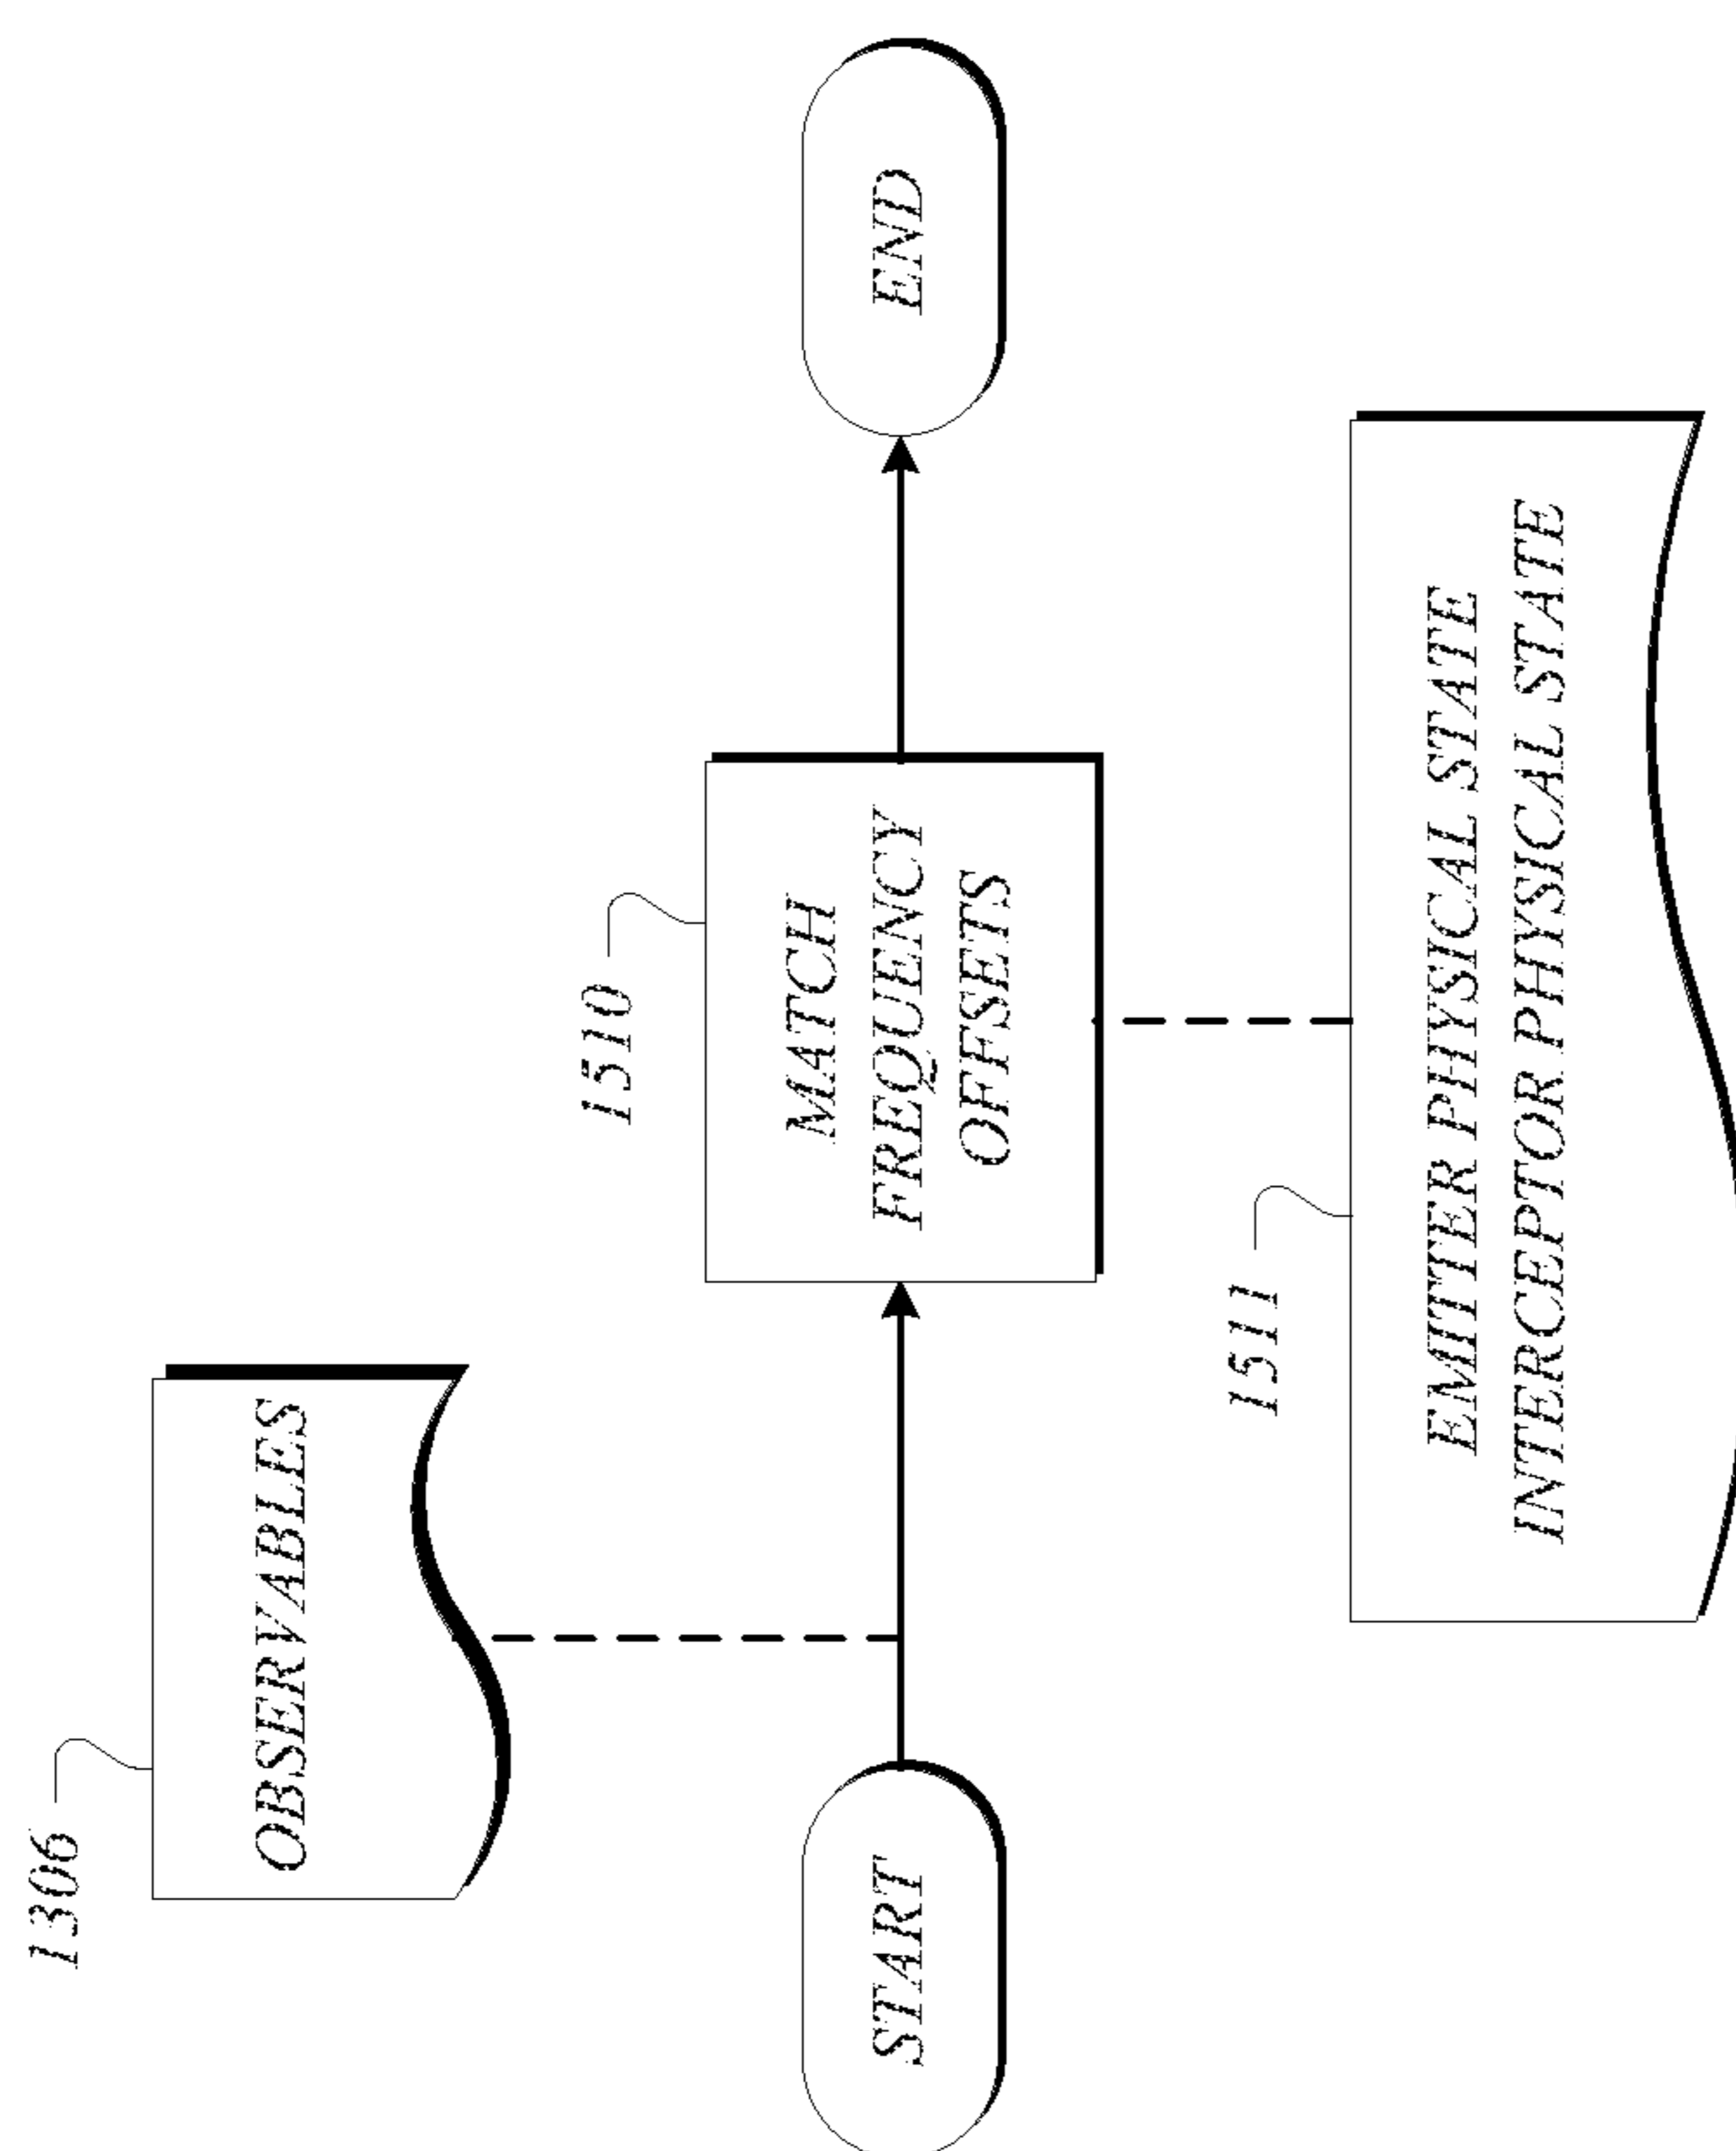 1306
OBSERVABLES
START
1510
MATCH
FREQUENCY
OFFSETS
END
1511
EMITTER PHYSICAL STATE
INTERCEPTOR PHYSICAL STATE